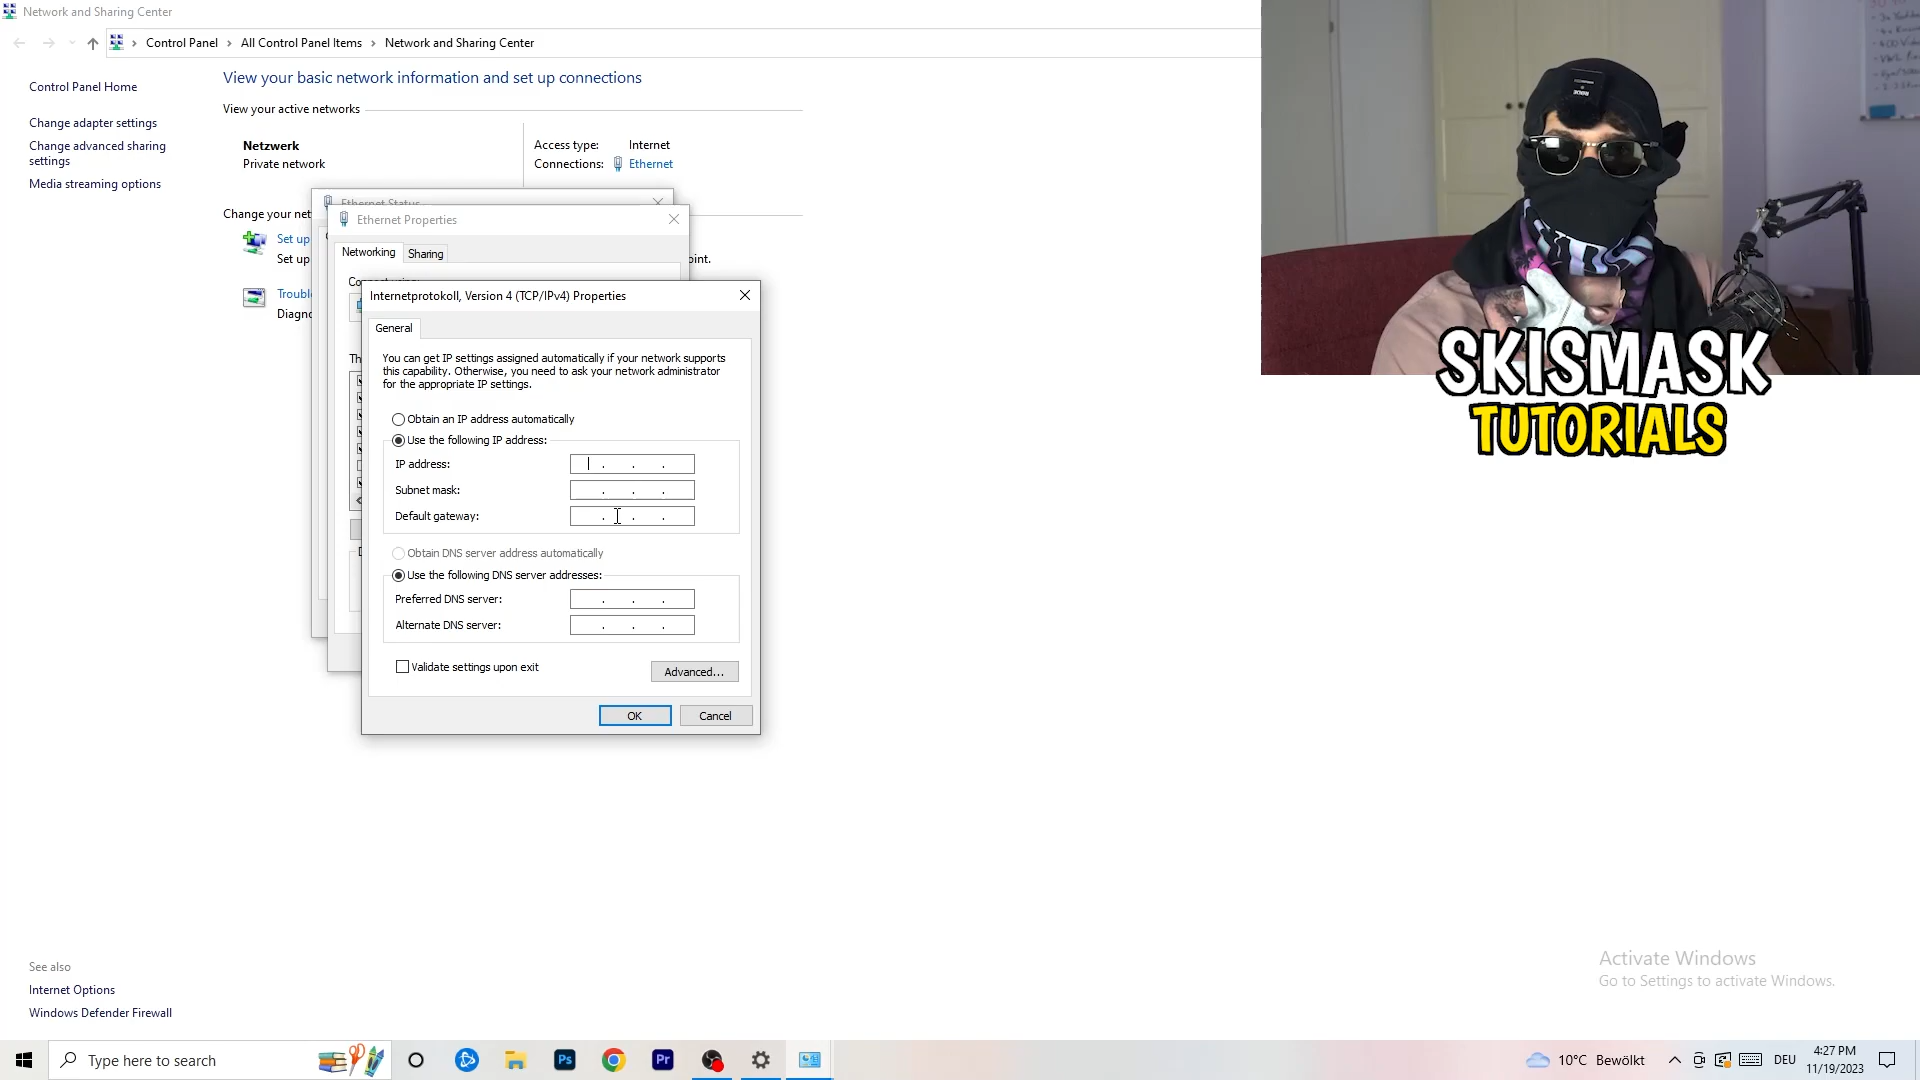 Network and Sharing Center
Control Panel › All Control Panel Items › Network and Sharing Center
Control Panel Home
Change adapter settings
Change advanced sharing
settings
Media streaming options
View your basic network information and set up connections
View your active networks
Netzwerk
Private network
Access type: Internet
Connections: Ethernet
Change your net
Set up
Set up
oint.
Troubl
Diagno
Ethernet Status
Ethernet Properties
Networking
Sharing
Internetprotokoll, Version 4 (TCP/IPv4) Properties
General
You can get IP settings assigned automatically if your network supports
this capability. Otherwise, you need to ask your network administrator
for the appropriate IP settings.
Obtain an IP address automatically
Use the following IP address:
IP address:
Subnet mask:
Default gateway:
Obtain DNS server address automatically
Use the following DNS server addresses:
Preferred DNS server:
Alternate DNS server:
Validate settings upon exit
Advanced...
OK
Cancel
SKISMASK
TUTORIALS
RODE
See also
Internet Options
Windows Defender Firewall
Activate Windows
Go to Settings to activate Windows.
Type here to search
Ps
Pr
10°C Bewölkt
DEU
4:27 PM
11/19/2023